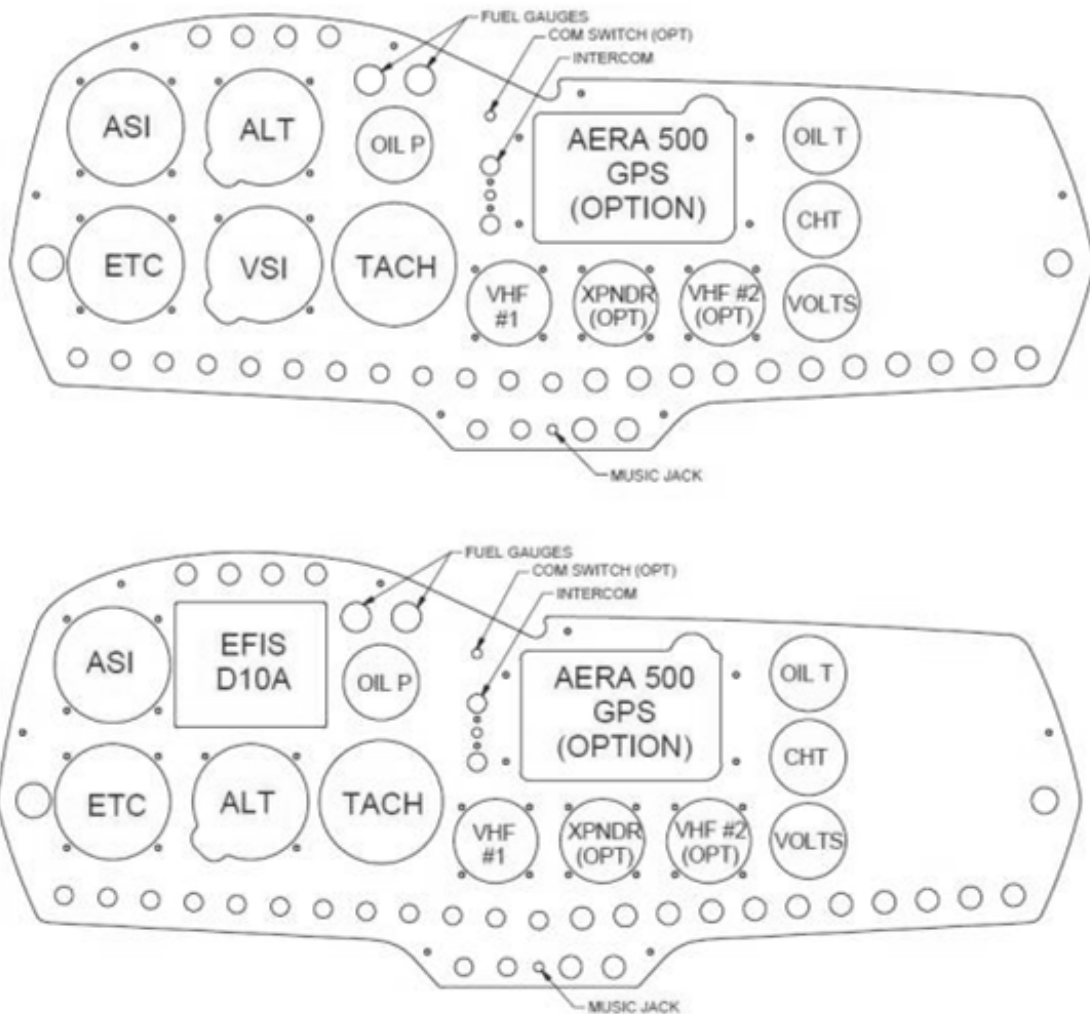 FUEL GAUGES
COM SWITCH (OPT)
INTERCOM
ASI
ALT
OIL P
AERA 500
GPS
(OPTION)
OIL T
CHT
ETC
VSI
TACH
VHF
#1
XPNDR
(OPT)
VHF #2
(OPT)
VOLTS
MUSIC JACK
FUEL GAUGES
COM SWITCH (OPT)
INTERCOM
ASI
EFIS
D10A
OIL P
AERA 500
GPS
(OPTION)
OIL T
CHT
ETC
ALT
TACH
VHF
#1
XPNDR
(OPT)
VHF #2
(OPT)
VOLTS
MUSIC JACK